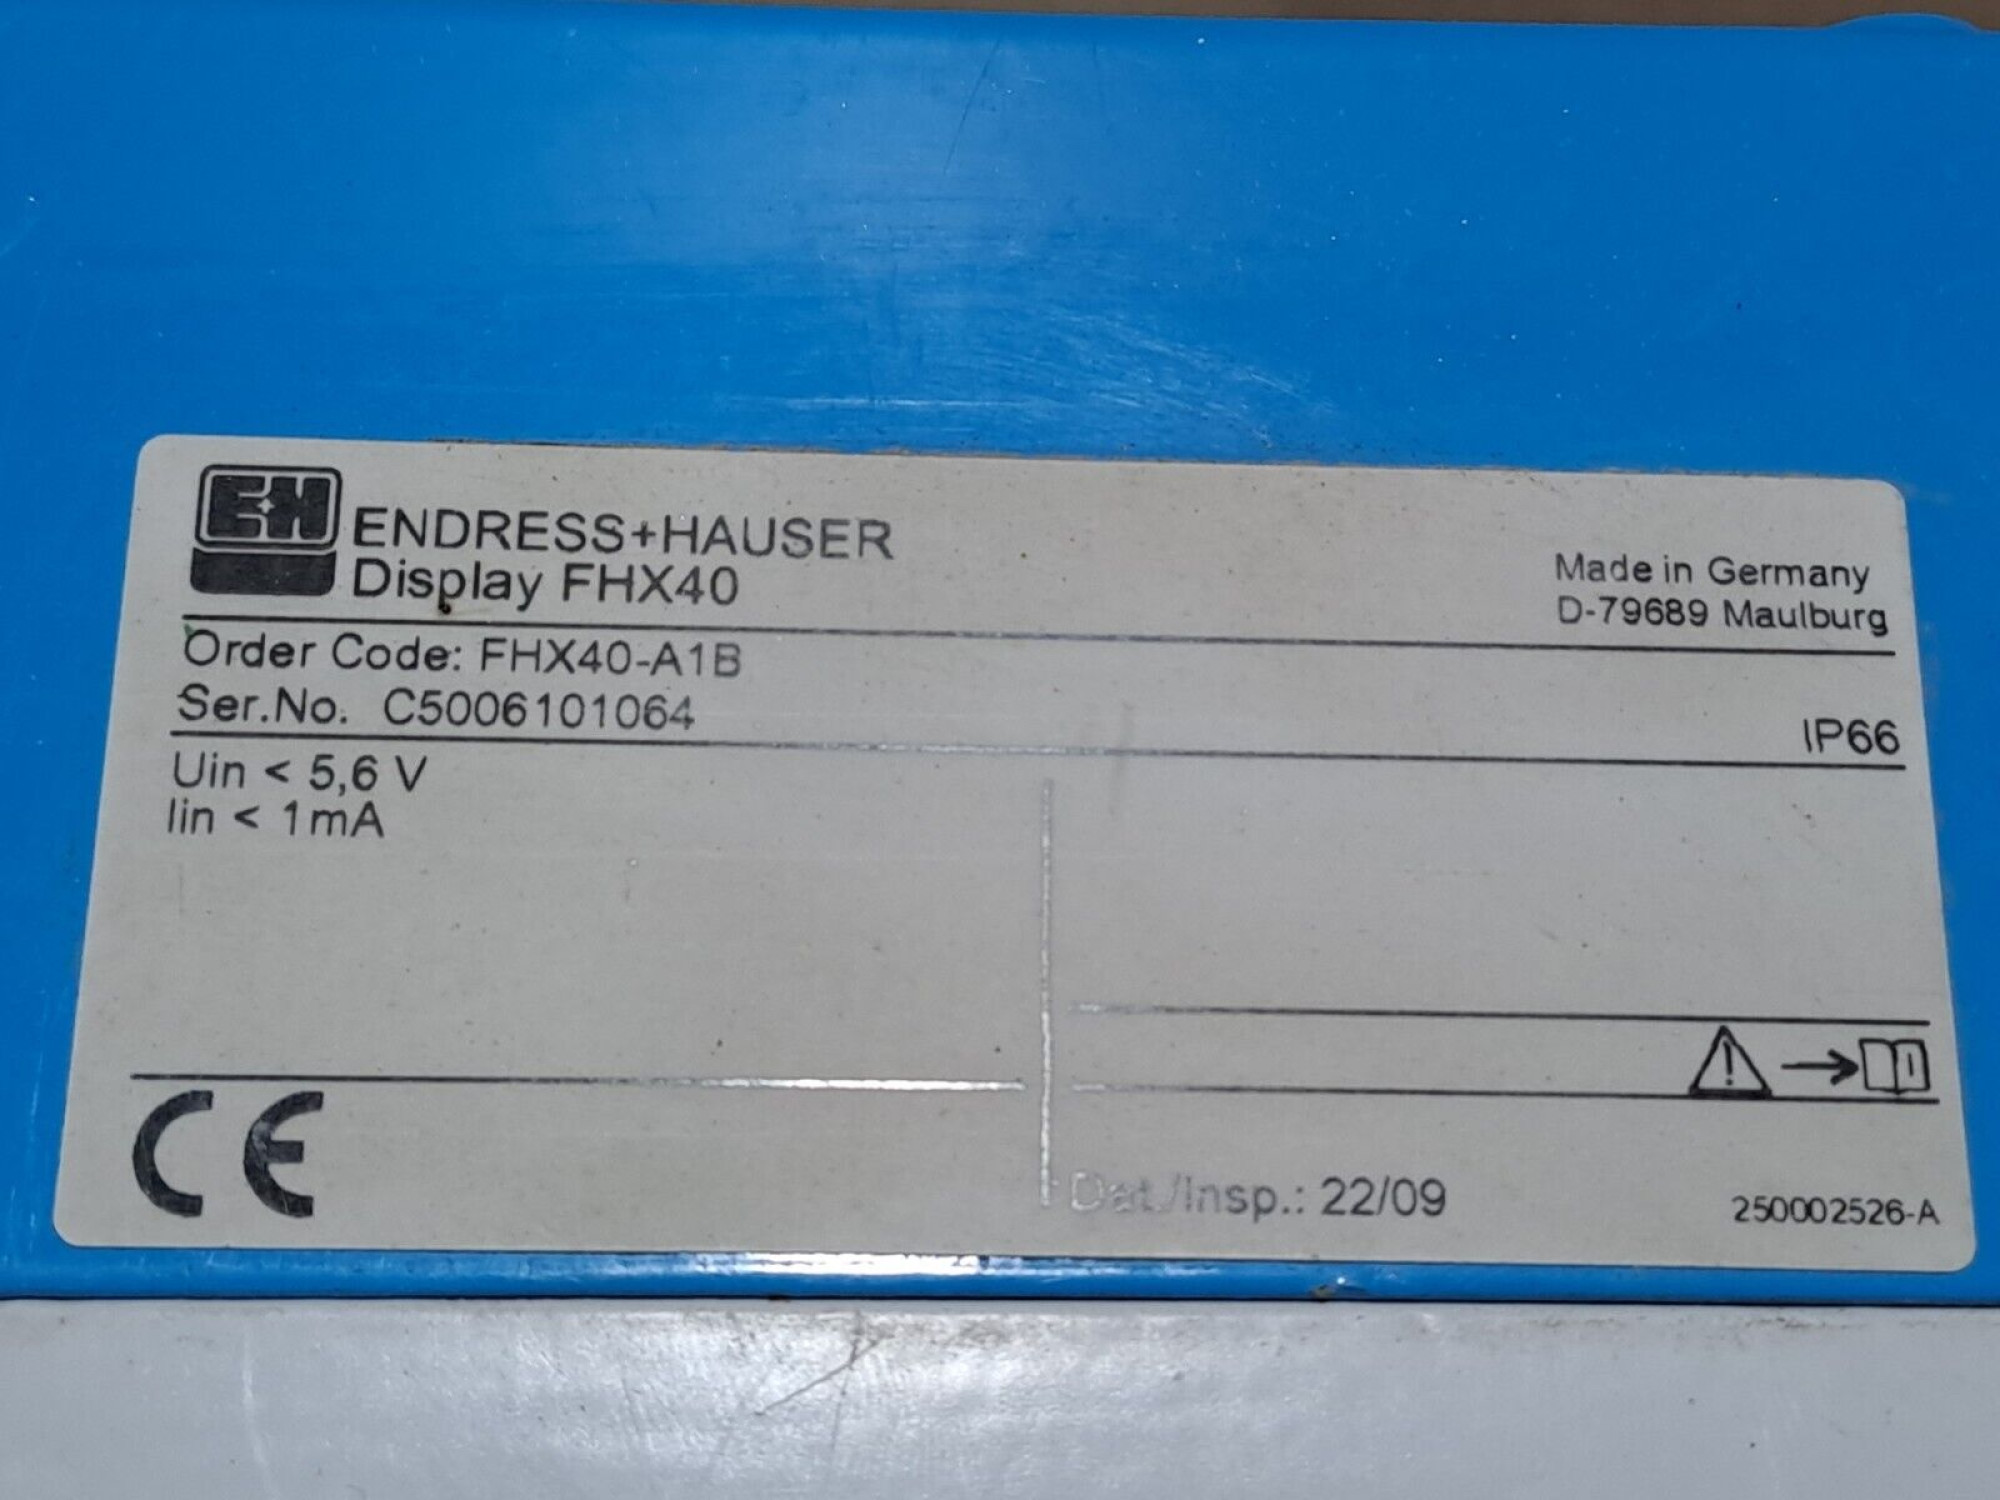 E+H
ENDRESS+HAUSER
Display FHX40
Made in Germany
D-79689 Maulburg
Order Code: FHX40-A1B
Ser.No. C5006101064
IP66
Uin < 5,6 V
Iin < 1mA
CE
Dat./Insp.: 22/09
250002526-A